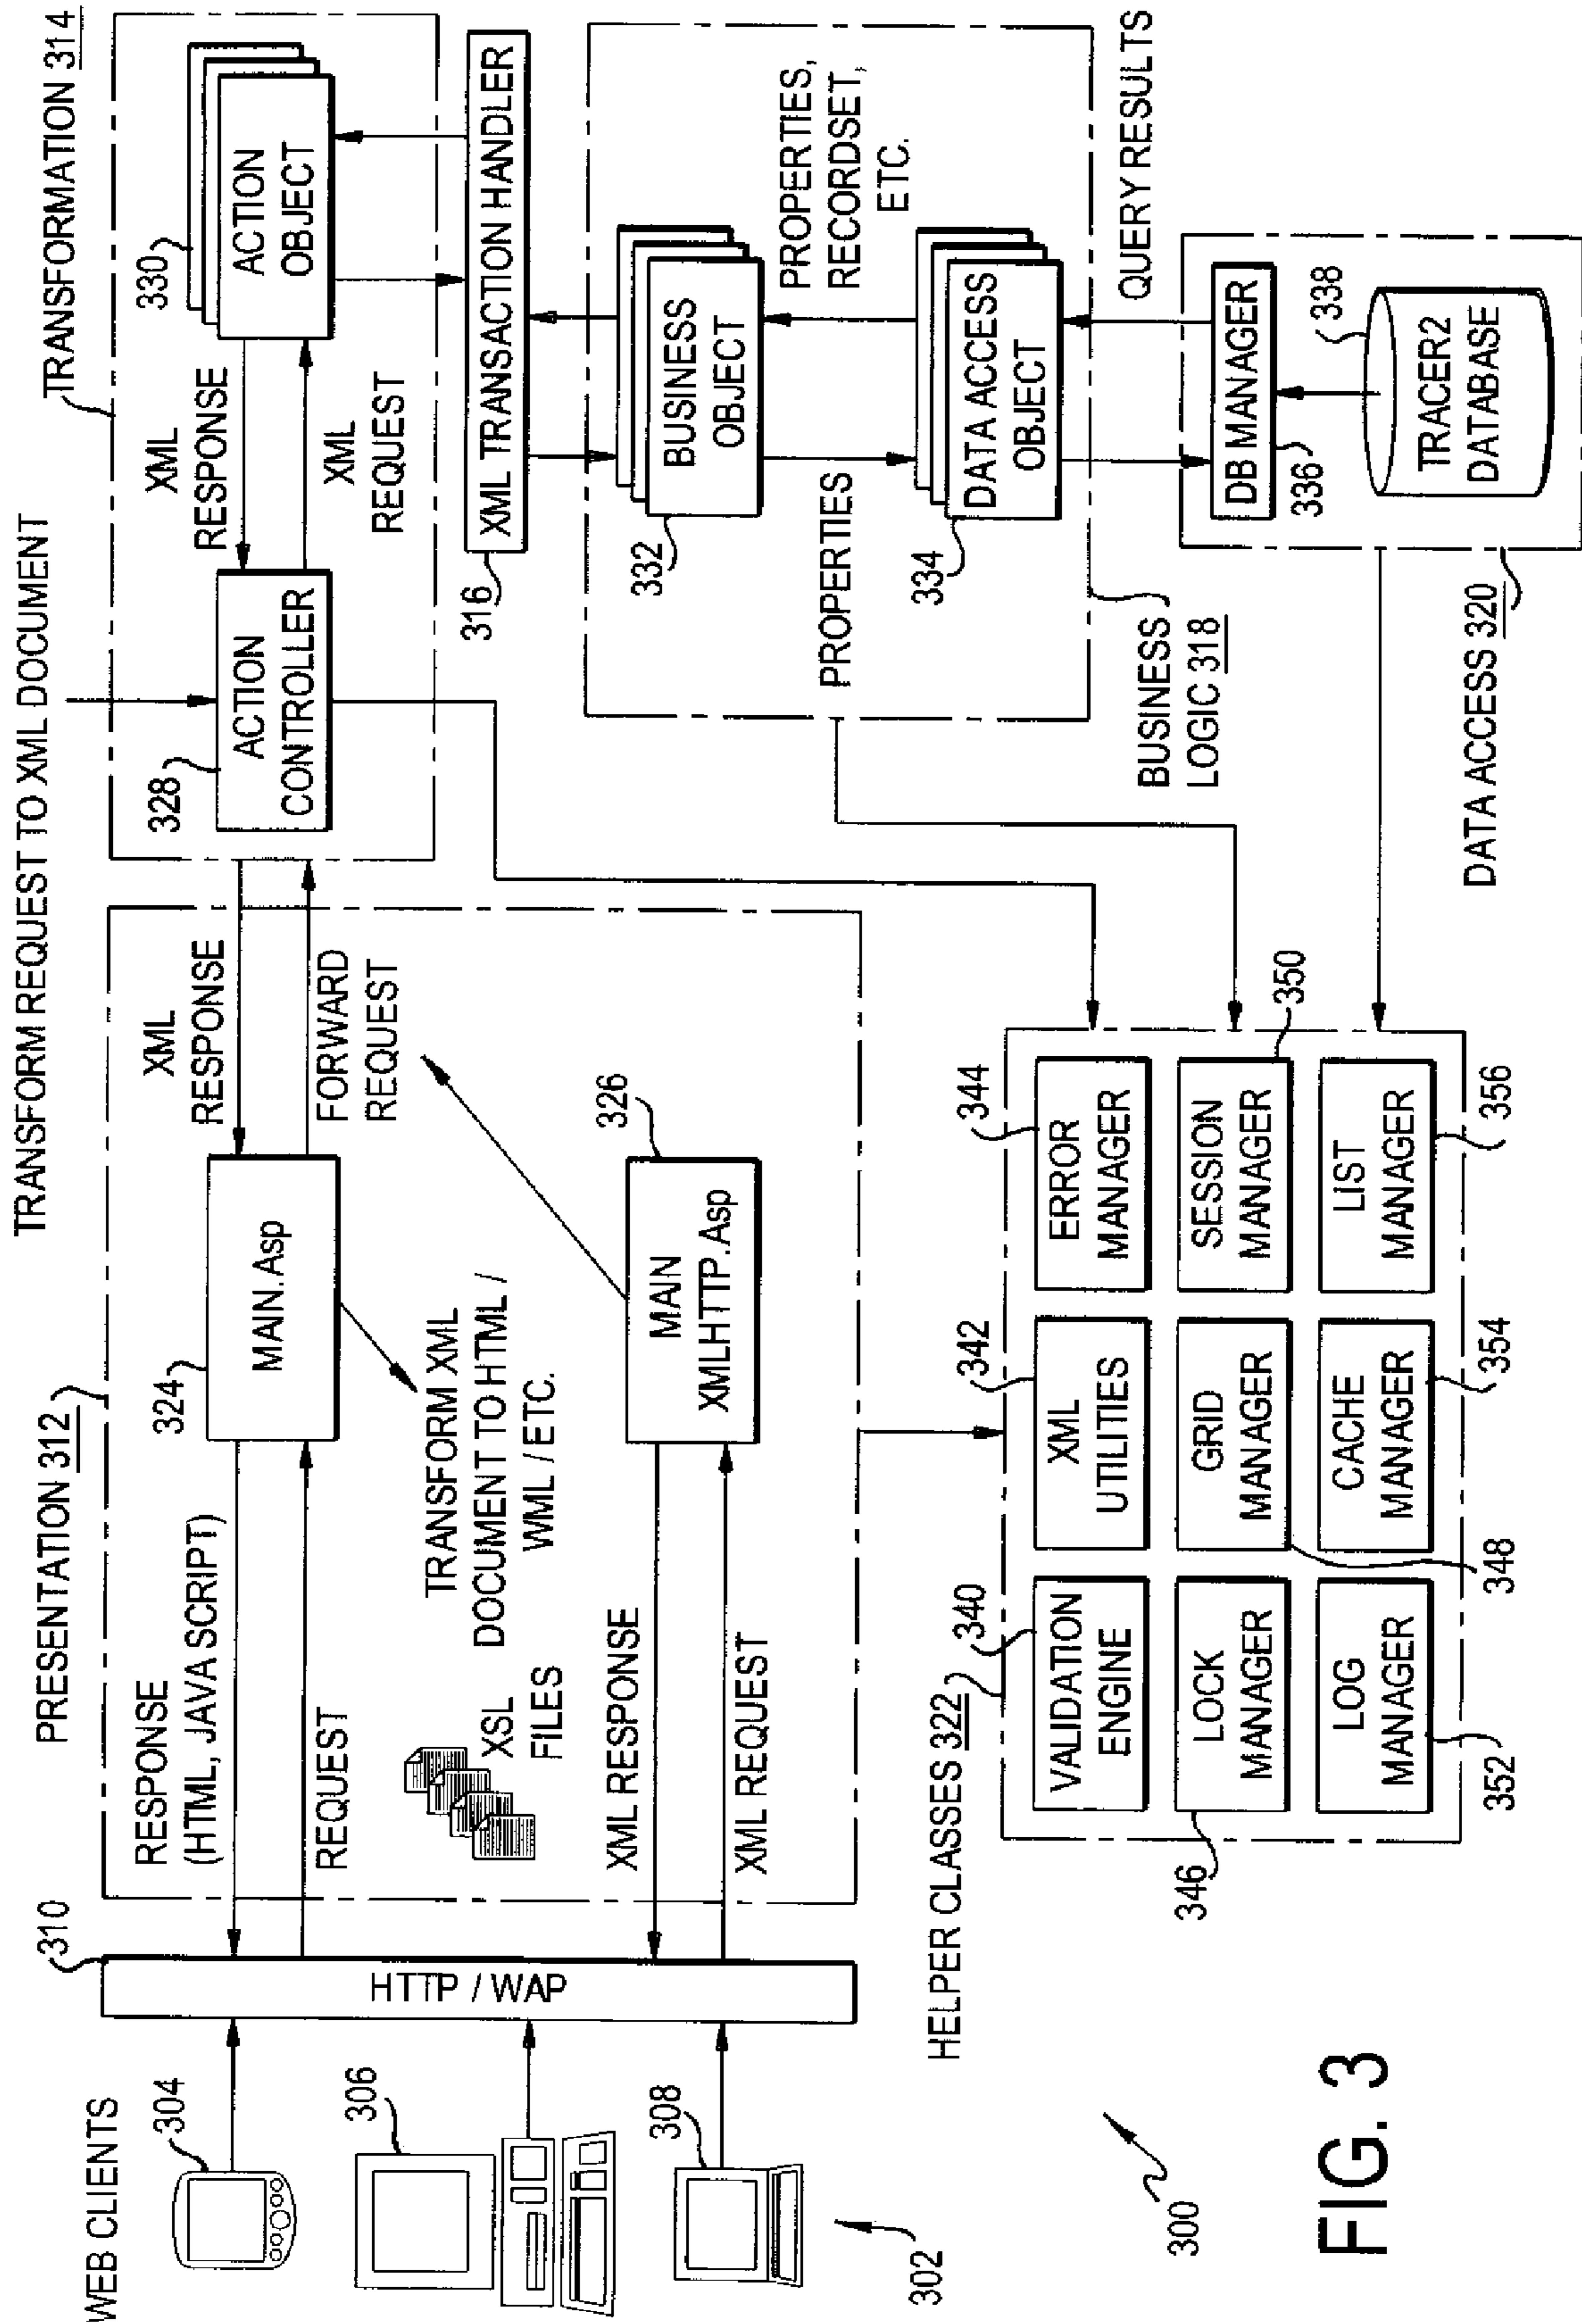 TRANSFORM REQUEST TO XML DOCUMENT
WEB CLIENTS
304
306
308
302
300
310
HTTP / WAP
PRESENTATION 312
RESPONSE
(HTML, JAVA SCRIPT)
REQUEST
324
MAIN.Asp
XML
RESPONSE
FORWARD
REQUEST
TRANSFORM XML
DOCUMENT TO HTML /
WML / ETC.
XSL
FILES
XML RESPONSE
XML REQUEST
326
MAIN
XMLHTTP.Asp
TRANSFORMATION 314
328
ACTION
CONTROLLER
XML
RESPONSE
XML
REQUEST
330
ACTION
OBJECT
316
XML TRANSACTION HANDLER
332
BUSINESS
OBJECT
PROPERTIES,
RECORDSET,
ETC.
PROPERTIES
334
DATA ACCESS
OBJECT
BUSINESS
LOGIC 318
QUERY RESULTS
DB MANAGER
336
338
TRACER2
DATABASE
DATA ACCESS 320
HELPER CLASSES 322
340
VALIDATION
ENGINE
342
XML
UTILITIES
344
ERROR
MANAGER
346
LOCK
MANAGER
348
GRID
MANAGER
350
SESSION
MANAGER
352
LOG
MANAGER
354
CACHE
MANAGER
356
LIST
MANAGER
FIG. 3